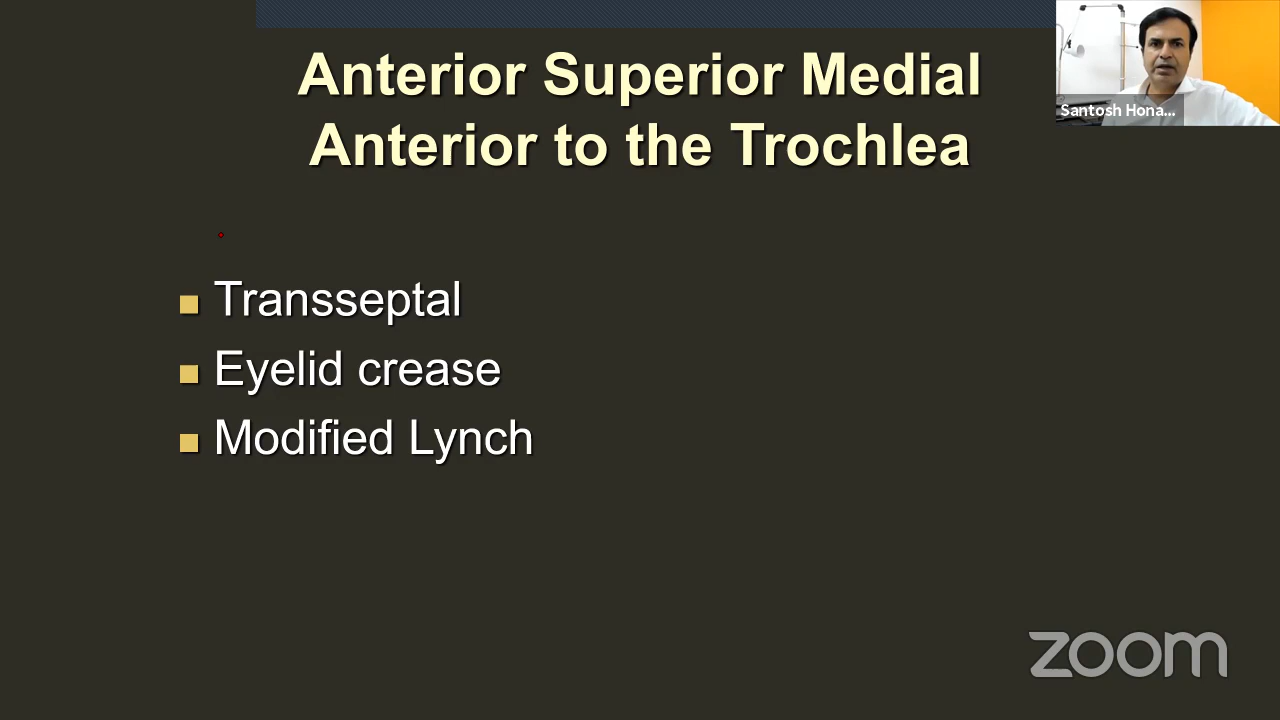 Anterior Superior Medial
Anterior to the Trochlea
Santosh Hona...
Transseptal
Eyelid crease
Modified Lynch
zoom